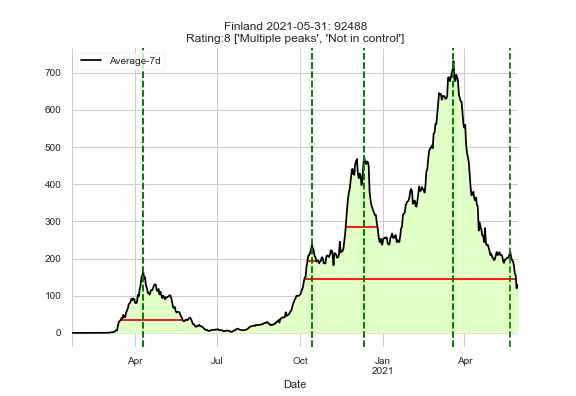 Finland 2021-05-31: 92488
Rating:8 ['Multiple peaks', 'Not in control']
Average-7d
700
600
500
400
300
200
100
0
Apr
Jul
Oct
Jan
2021
Apr
Date